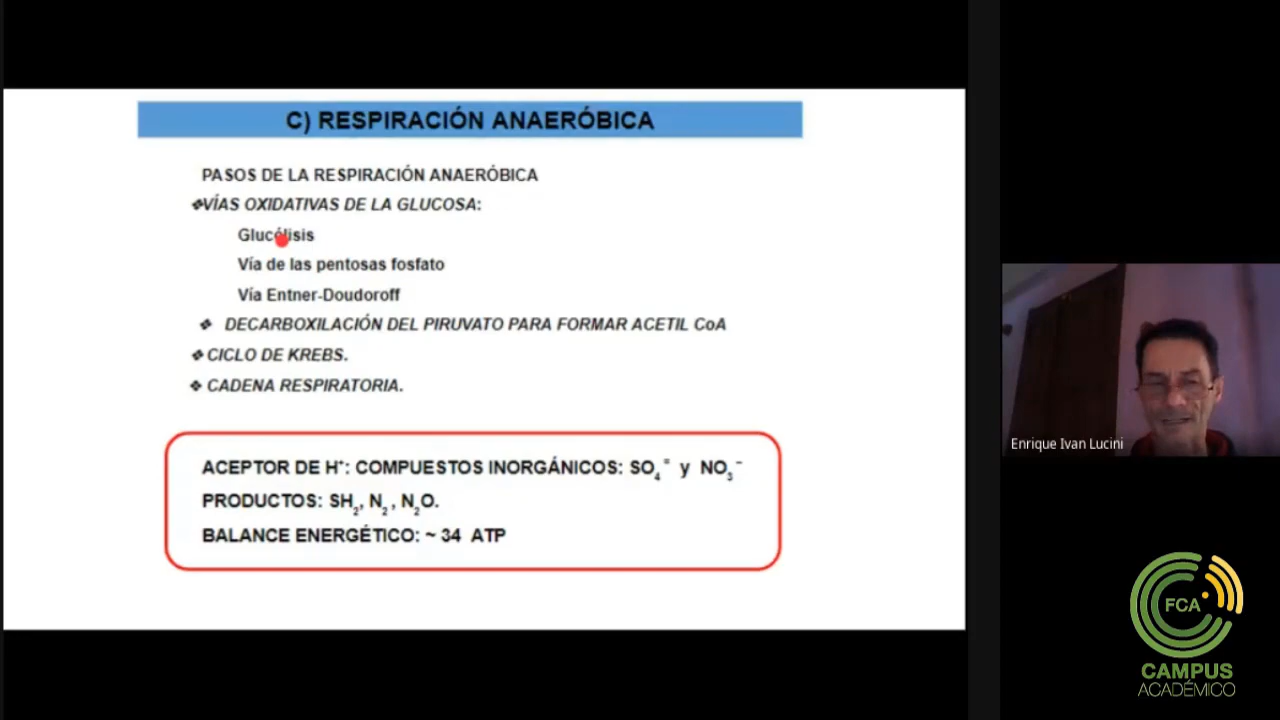 C) RESPIRACIÓN ANAERÓBICA
PASOS DE LA RESPIRACIÓN ANAERÓBICA
❖VÍAS OXIDATIVAS DE LA GLUCOSA:
Glucólisis
Vía de las pentosas fosfato
Vía Entner-Doudoroff
❖ DECARBOXILACIÓN DEL PIRUVATO PARA FORMAR ACETIL CoA
❖ CICLO DE KREBS.
❖ CADENA RESPIRATORIA.
ACEPTOR DE H⁺: COMPUESTOS INORGÁNICOS: SO₄⁼ y NO₃⁻
PRODUCTOS: SH₂, N₂, N₂O.
BALANCE ENERGÉTICO: ~ 34 ATP
Enrique Ivan Lucini
FCA
CAMPUS
ACADÉMICO